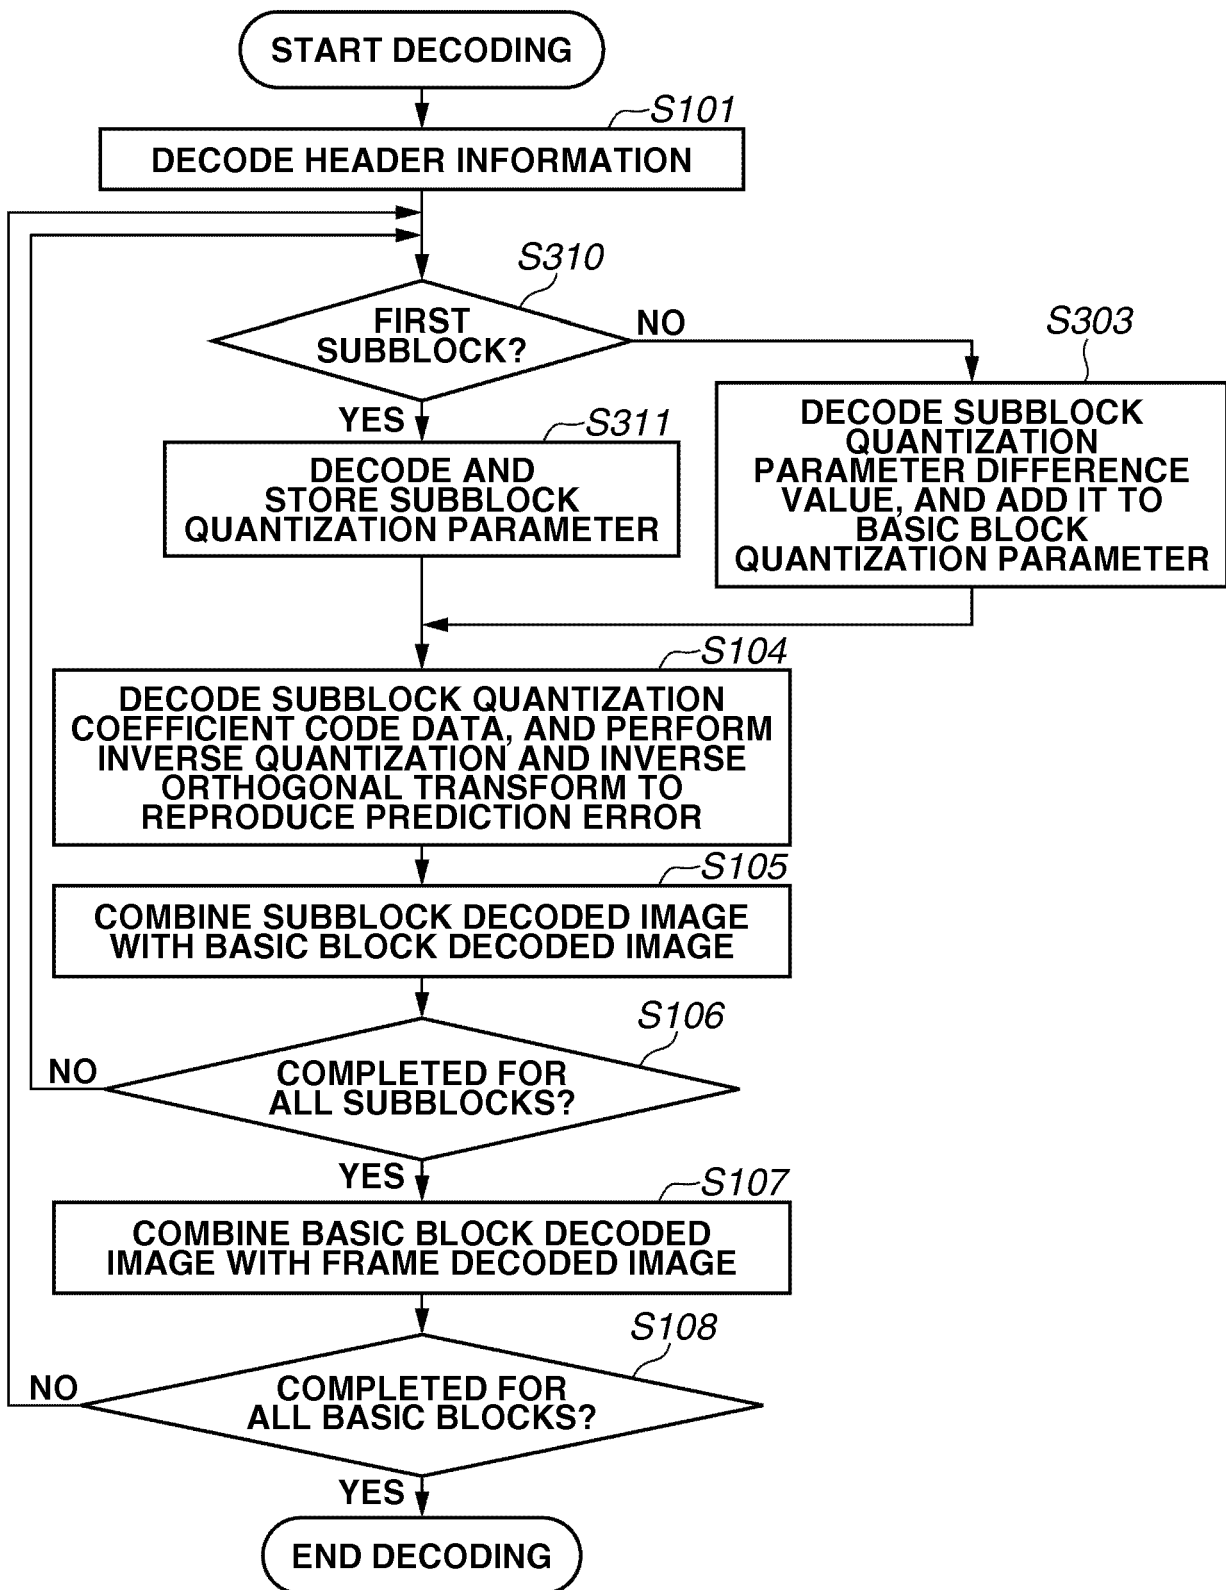 START DECODING
S101
DECODE HEADER INFORMATION
S310
FIRST
SUBBLOCK?
NO
S303
YES
S311
DECODE AND
STORE SUBBLOCK
QUANTIZATION PARAMETER
DECODE SUBBLOCK
QUANTIZATION
PARAMETER DIFFERENCE
VALUE, AND ADD IT TO
BASIC BLOCK
QUANTIZATION PARAMETER
S104
DECODE SUBBLOCK QUANTIZATION
COEFFICIENT CODE DATA, AND PERFORM
INVERSE QUANTIZATION AND INVERSE
ORTHOGONAL TRANSFORM TO
REPRODUCE PREDICTION ERROR
S105
COMBINE SUBBLOCK DECODED IMAGE
WITH BASIC BLOCK DECODED IMAGE
S106
NO
COMPLETED FOR
ALL SUBBLOCKS?
YES
S107
COMBINE BASIC BLOCK DECODED
IMAGE WITH FRAME DECODED IMAGE
S108
NO
COMPLETED FOR
ALL BASIC BLOCKS?
YES
END DECODING